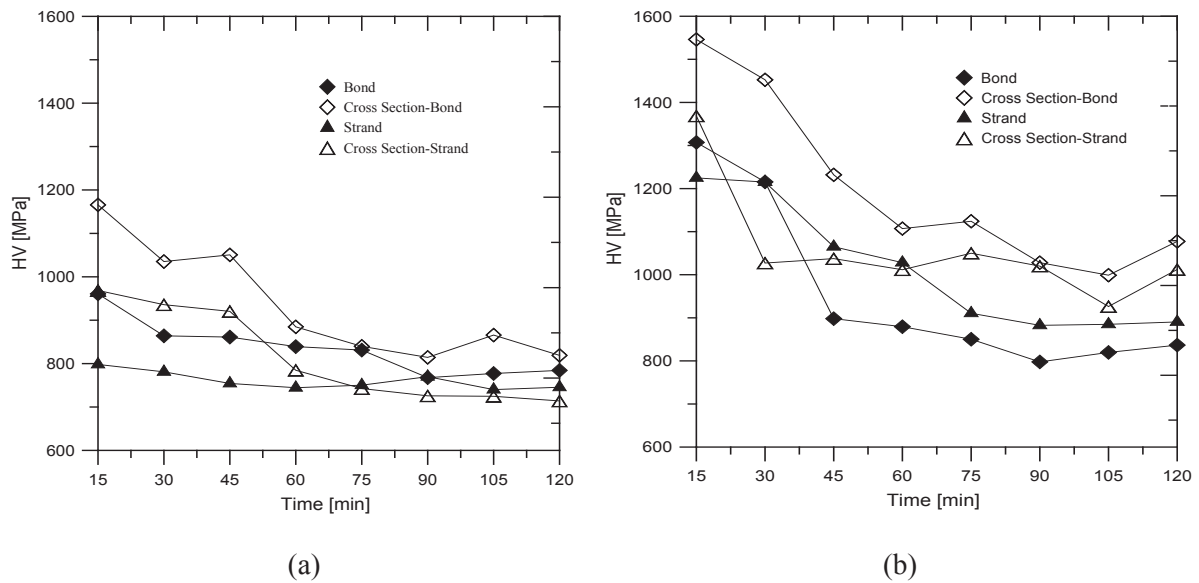 1600
1400
1200
1000
800
600
HV [MPa]
Bond
Cross Section-Bond
Strand
Cross Section-Strand
15 30 45 60 75 90 105 120
Time [min]
(a)
1600
1400
1200
1000
800
600
HV [MPa]
Bond
Cross Section-Bond
Strand
Cross Section-Strand
15 30 45 60 75 90 105 120
Time [min]
(b)